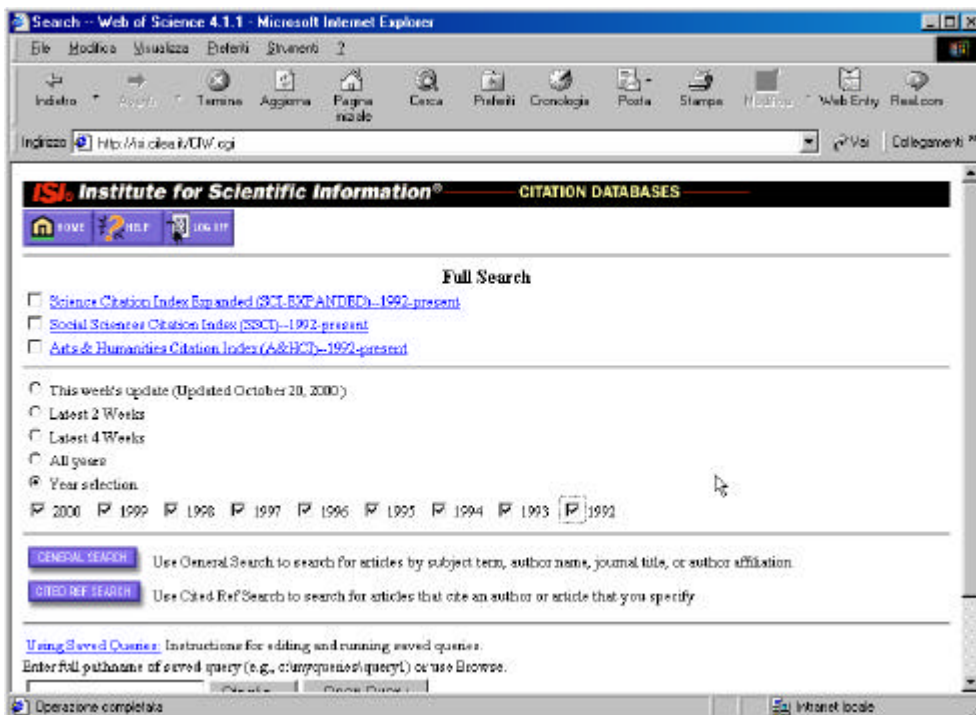 Search -- Web of Science 4.1.1 - Microsoft Internet Explorer
File Modifica Visualizza Preferiti Strumenti ?
Indietro Termina Aggiorna Pagina iniziale Cerca Preferiti Cronologia Posta Stampa Modifica Web Entry Real.com
Indirizzo http://isi.cilea.it/CIW.cgi Vai Collegamenti
ISI® Institute for Scientific Information® CITATION DATABASES
HOME HELP LOG OFF
Full Search
Science Citation Index Expanded (SCI-EXPANDED)--1992-present
Social Sciences Citation Index (SSCI)--1992-present
Arts & Humanities Citation Index (A&HCI)--1992-present
This week's update (Updated October 20, 2000)
Latest 2 Weeks
Latest 4 Weeks
All years
Year selection
2000 1999 1998 1997 1996 1995 1994 1993 1992
GENERAL SEARCH Use General Search to search for articles by subject term, author name, journal title, or author affiliation.
CITED REF SEARCH Use Cited Ref Search to search for articles that cite an author or article that you specify
Using Saved Queries: Instructions for editing and running saved queries.
Enter full pathname of saved query (e.g., c:\myqueries\query1) or use Browse.
Operazione completata Intranet locale